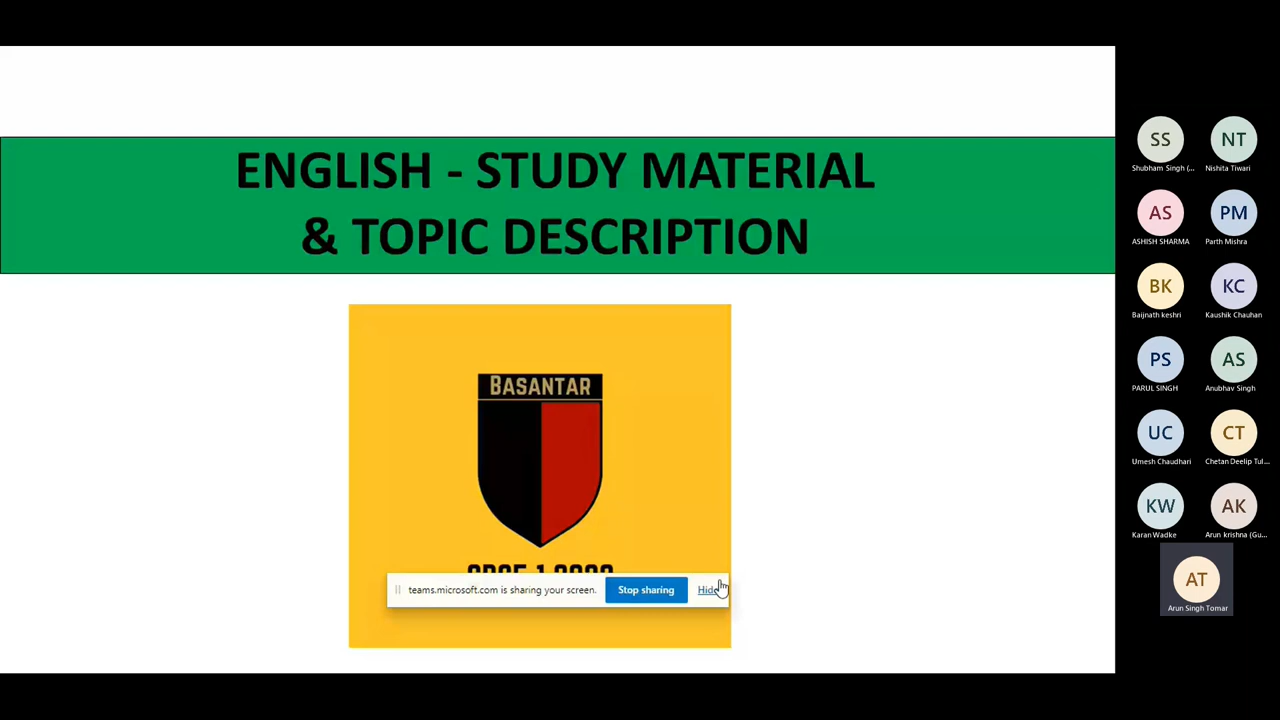 ENGLISH - STUDY MATERIAL
& TOPIC DESCRIPTION
BASANTAR
teams.microsoft.com is sharing your screen.
Stop sharing
Hide
SS
NT
Shubham Singh (...
Nishita Tiwari
AS
PM
ASHISH SHARMA
Parth Mishra
BK
KC
Baijnath keshri
Kaushik Chauhan
PS
AS
PARUL SINGH
Anubhav Singh
UC
CT
Umesh Chaudhari
Chetan Deelip Tul...
KW
AK
Karan Wadke
Arun krishna (Gu...
AT
Arun Singh Tomar